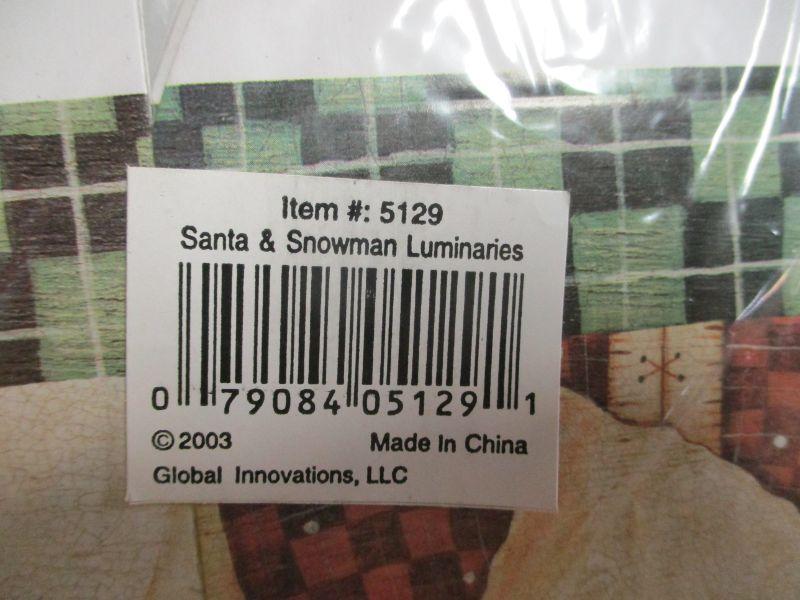 Item #: 5129
Santa & Snowman Luminaries
0 79084 05129 1
© 2003 Made In China
Global Innovations, LLC